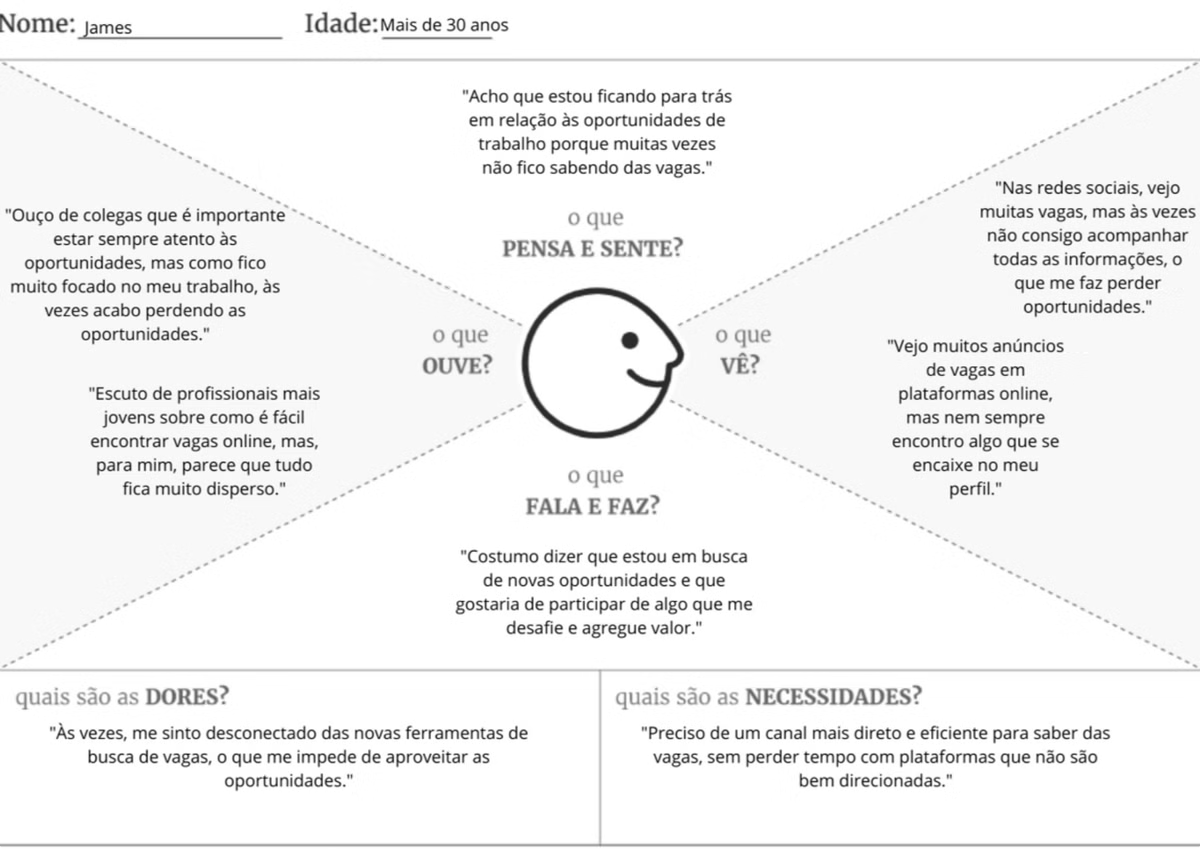 Nome: James Idade: Mais de 30 anos
"Acho que estou ficando para trás
em relação às oportunidades de
trabalho porque muitas vezes
não fico sabendo das vagas."
o que
PENSA E SENTE?
"Ouço de colegas que é importante
estar sempre atento às
oportunidades, mas como fico
muito focado no meu trabalho, às
vezes acabo perdendo as
oportunidades."
"Escuto de profissionais mais
jovens sobre como é fácil
encontrar vagas online, mas,
para mim, parece que tudo
fica muito disperso."
o que
OUVE?
o que
VÊ?
"Nas redes sociais, vejo
muitas vagas, mas às vezes
não consigo acompanhar
todas as informações, o
que me faz perder
oportunidades."
"Vejo muitos anúncios
de vagas em
plataformas online,
mas nem sempre
encontro algo que se
encaixe no meu
perfil."
o que
FALA E FAZ?
"Costumo dizer que estou em busca
de novas oportunidades e que
gostaria de participar de algo que me
desafie e agregue valor."
quais são as DORES?
"Às vezes, me sinto desconectado das novas ferramentas de
busca de vagas, o que me impede de aproveitar as
oportunidades."
quais são as NECESSIDADES?
"Preciso de um canal mais direto e eficiente para saber das
vagas, sem perder tempo com plataformas que não são
bem direcionadas."